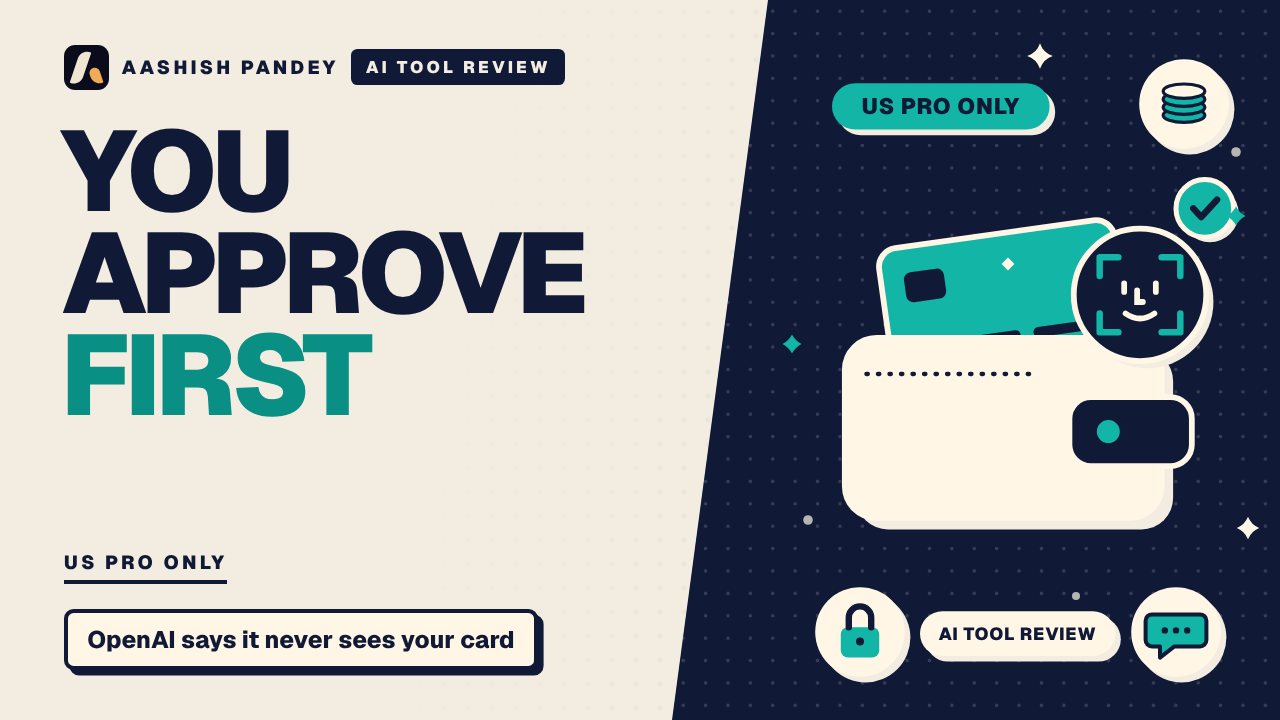 AASHISH PANDEY
AI TOOL REVIEW
YOU
APPROVE
FIRST
US PRO ONLY
OpenAI says it never sees your card
US PRO ONLY
AI TOOL REVIEW